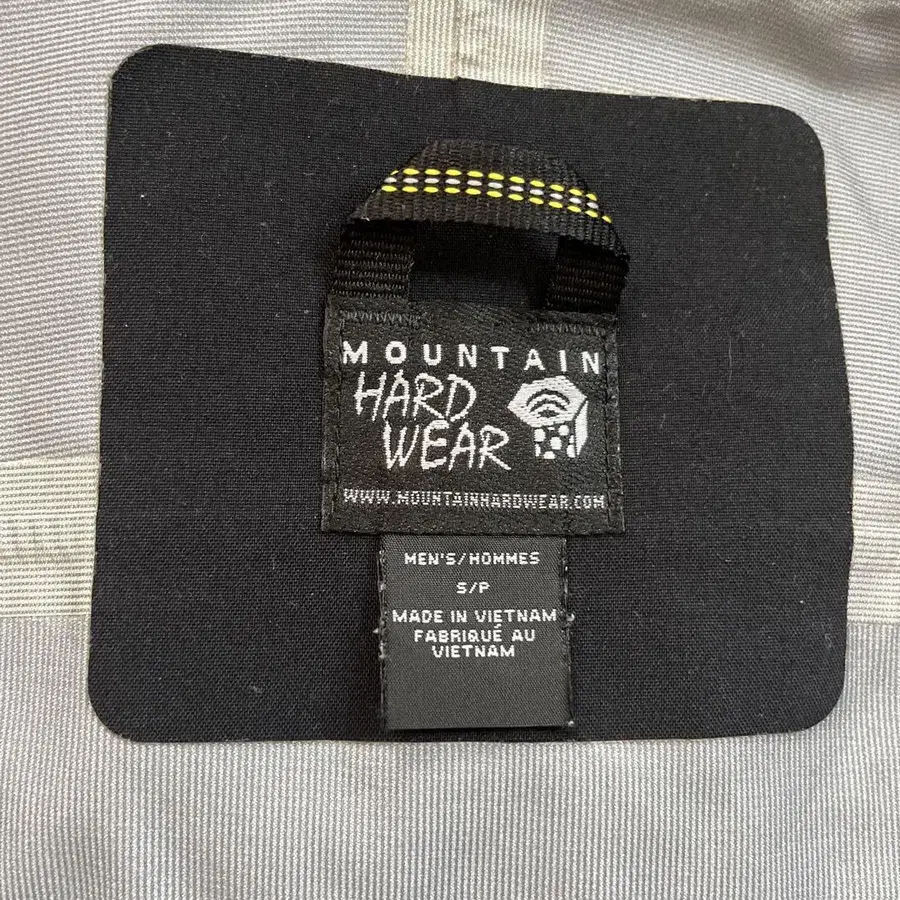 MOUNTAIN
HARD
WEAR
WWW.MOUNTAINHARDWEAR.COM
MEN'S/HOMMES
S/P
MADE IN VIETNAM
FABRIQUÉ AU
VIETNAM